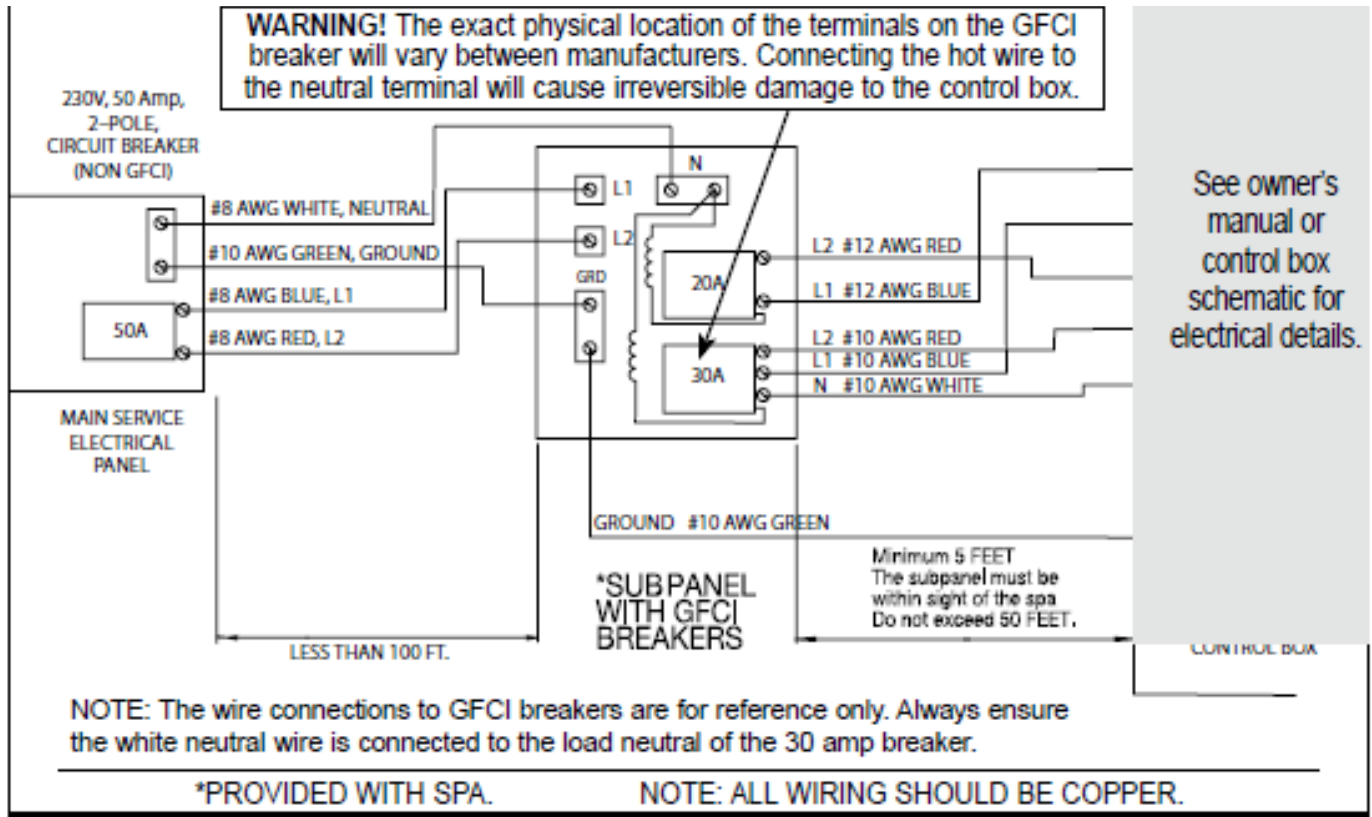 WARNING! The exact physical location of the terminals on the GFCI
breaker will vary between manufacturers. Connecting the hot wire to
the neutral terminal will cause irreversible damage to the control box.
230V, 50 Amp,
2-POLE,
CIRCUIT BREAKER
(NON GFCI)
#8 AWG WHITE, NEUTRAL
#10 AWG GREEN, GROUND
#8 AWG BLUE, L1
#8 AWG RED, L2
50A
MAIN SERVICE
ELECTRICAL
PANEL
N
L1
L2
GRD
20A
30A
L2 #12 AWG RED
L1 #12 AWG BLUE
L2 #10 AWG RED
L1 #10 AWG BLUE
N #10 AWG WHITE
See owner's
manual or
control box
schematic for
electrical details.
GROUND #10 AWG GREEN
*SUBPANEL
WITH GFCI
BREAKERS
Minimum 5 FEET
The subpanel must be
within sight of the spa
Do not exceed 50 FEET.
LESS THAN 100 FT.
CONTROL BOX
NOTE: The wire connections to GFCI breakers are for reference only. Always ensure
the white neutral wire is connected to the load neutral of the 30 amp breaker.
*PROVIDED WITH SPA.
NOTE: ALL WIRING SHOULD BE COPPER.